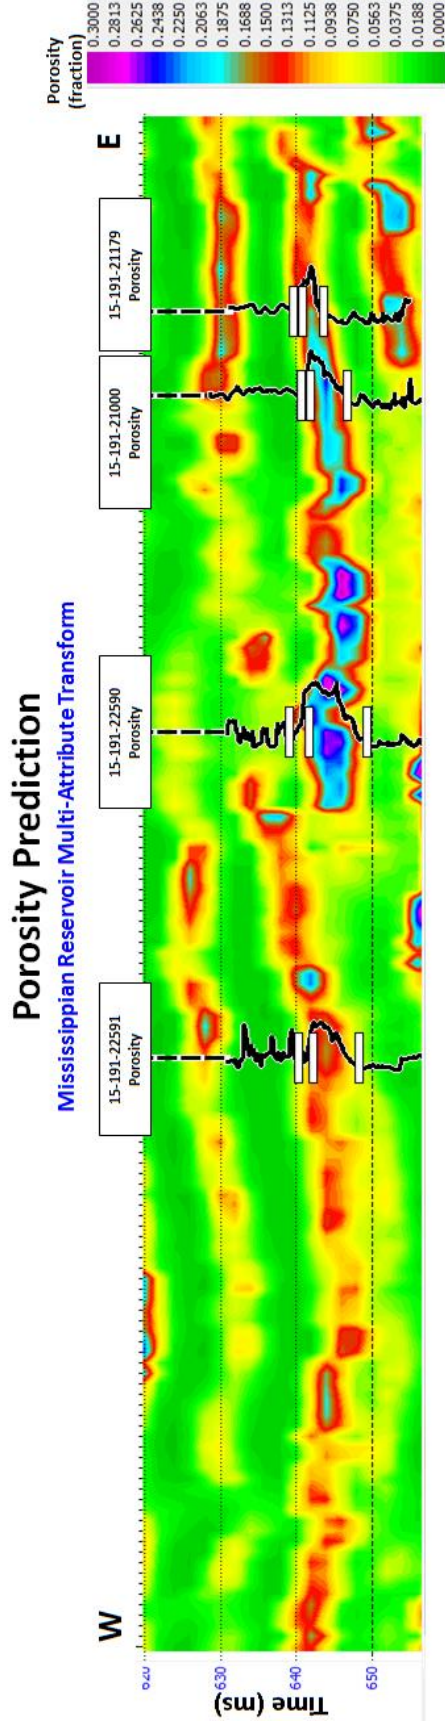 Porosity Prediction
Mississippian Reservoir Multi-Attribute Transform
W
E
15-191-22591
Porosity
15-191-22590
Porosity
15-191-21000
Porosity
15-191-21179
Porosity
Time (ms)
630
640
650
Porosity
(fraction)
0.3000
0.2813
0.2625
0.2438
0.2250
0.2063
0.1875
0.1688
0.1500
0.1313
0.1125
0.0938
0.0750
0.0563
0.0375
0.0188
0.0000